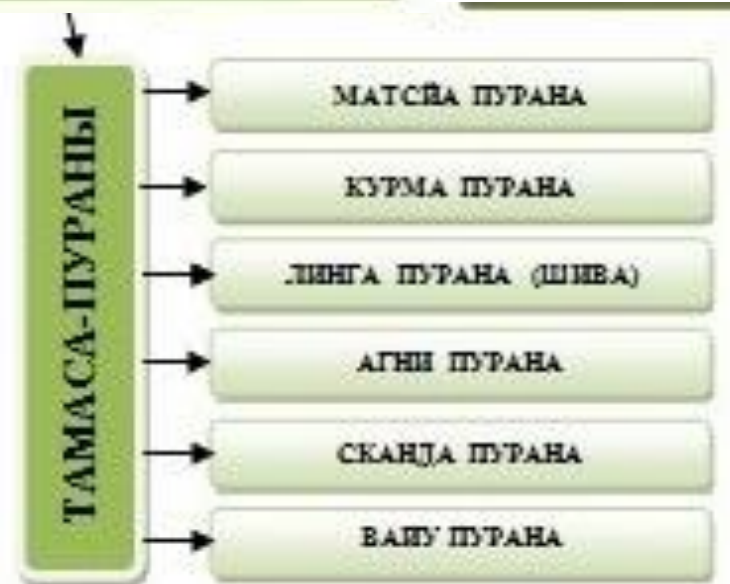 ТАМАСА-ПУРАНЫ
МАТСЙА ПУРАНА
КУРМА ПУРАНА
ЛИНГА ПУРАНА (ШИВА)
АГНИ ПУРАНА
СКАНДА ПУРАНА
ВАЙУ ПУРАНА